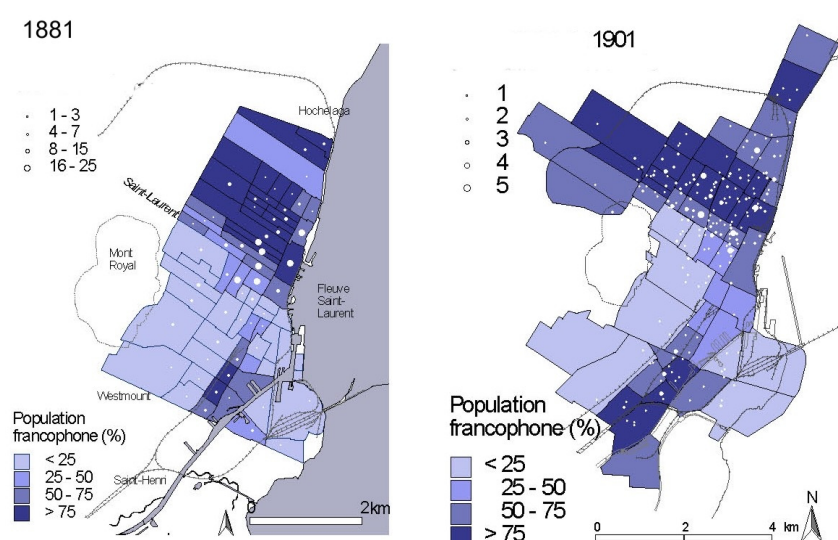 1881
1 - 3
4 - 7
8 - 15
16 - 25
Hochelaga
Saint-Laurent
Mont
Royal
Fleuve
Saint-
Laurent
Westmount
Saint-Henri
Population
francophone (%)
< 25
25 - 50
50 - 75
> 75
2km
1901
1
2
3
4
5
Population
francophone (%)
< 25
25 - 50
50 - 75
> 75
N
0 2 4 km